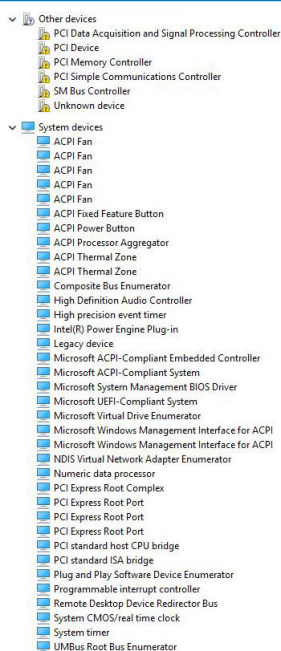 Other devices
PCI Data Acquisition and Signal Processing Controller
PCI Device
PCI Memory Controller
PCI Simple Communications Controller
SM Bus Controller
Unknown device
System devices
ACPI Fan
ACPI Fan
ACPI Fan
ACPI Fan
ACPI Fan
ACPI Fixed Feature Button
ACPI Power Button
ACPI Processor Aggregator
ACPI Thermal Zone
ACPI Thermal Zone
Composite Bus Enumerator
High Definition Audio Controller
High precision event timer
Intel(R) Power Engine Plug-in
Legacy device
Microsoft ACPI-Compliant Embedded Controller
Microsoft ACPI-Compliant System
Microsoft System Management BIOS Driver
Microsoft UEFI-Compliant System
Microsoft Virtual Drive Enumerator
Microsoft Windows Management Interface for ACPI
Microsoft Windows Management Interface for ACPI
NDIS Virtual Network Adapter Enumerator
Numeric data processor
PCI Express Root Complex
PCI Express Root Port
PCI Express Root Port
PCI Express Root Port
PCI standard host CPU bridge
PCI standard ISA bridge
Plug and Play Software Device Enumerator
Programmable interrupt controller
Remote Desktop Device Redirector Bus
System CMOS/real time clock
System timer
UMBus Root Bus Enumerator